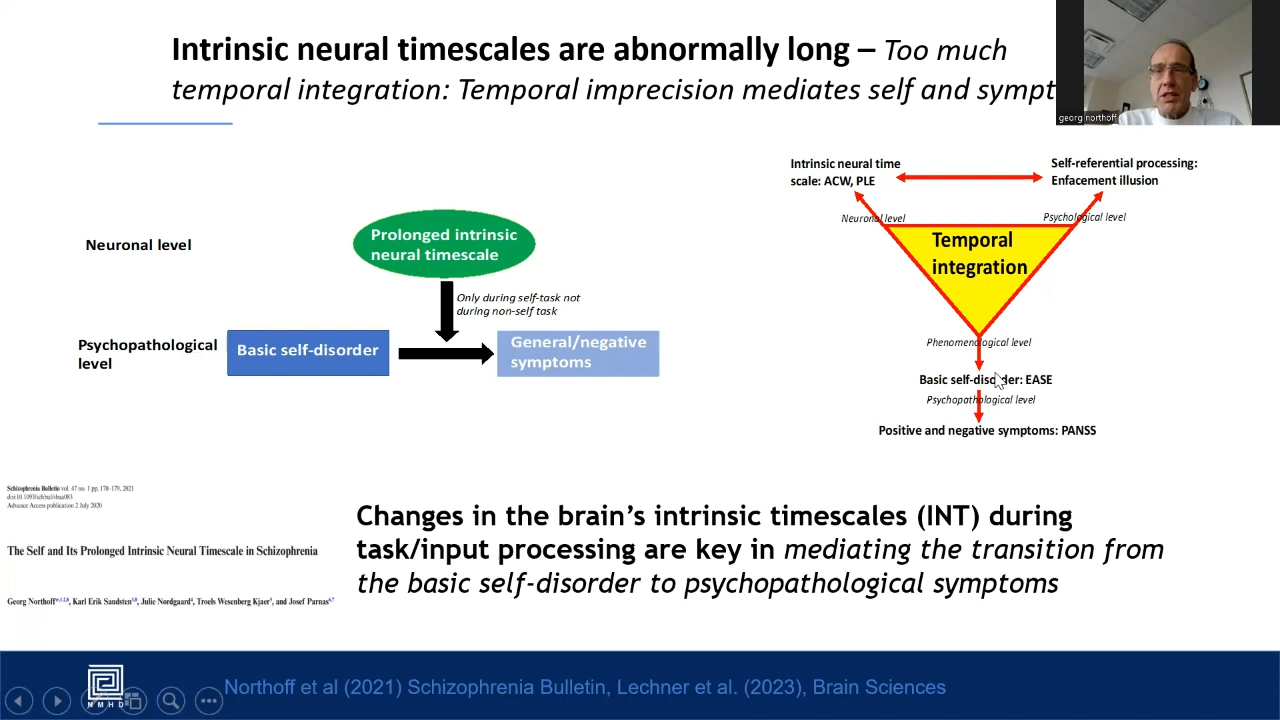 Intrinsic neural timescales are abnormally long – Too much
temporal integration: Temporal imprecision mediates self and sympt
georg northoff
Neuronal level
Prolonged intrinsic
neural timescale
Only during self-task not
during non-self task
Psychopathological
level
Basic self-disorder
General/negative
symptoms
Intrinsic neural time
scale: ACW, PLE
Self-referential processing:
Enfacement illusion
Neuronal level
Psychological level
Temporal
integration
Phenomenological level
Basic self-disorder: EASE
Psychopathological level
Positive and negative symptoms: PANSS
Schizophrenia Bulletin vol. 47 no. 1 pp. 170–179, 2021
doi:10.1093/schbul/sbaa083
Advance Access publication 2 July 2020
The Self and Its Prolonged Intrinsic Neural Timescale in Schizophrenia
Georg Northoff, Karl Erik Sandsten, Julie Nordgaard, Troels Wesenberg Kjaer, and Josef Parnas
Changes in the brain’s intrinsic timescales (INT) during
task/input processing are key in mediating the transition from
the basic self-disorder to psychopathological symptoms
MMHD
Northoff et al (2021) Schizophrenia Bulletin, Lechner et al. (2023), Brain Sciences